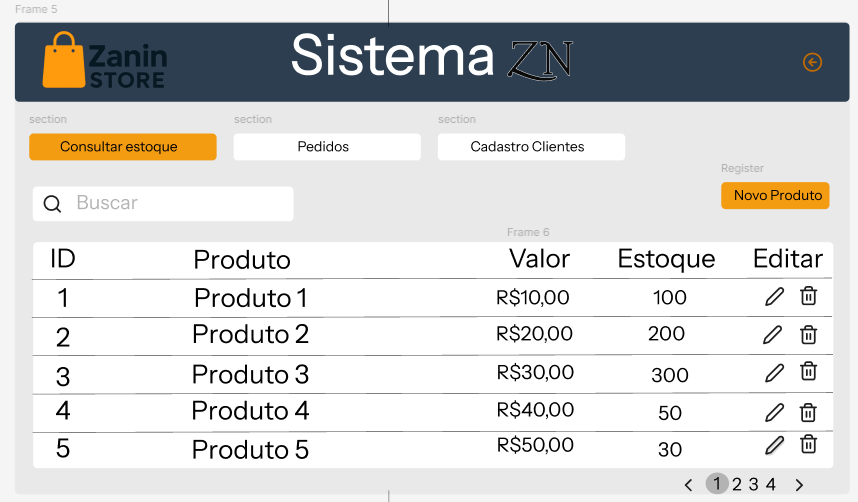 Frame 5
Zanin
STORE
Sistema ZN
section section section
Consultar estoque Pedidos Cadastro Clientes
Register
Novo Produto
Buscar
Frame 6
ID Produto Valor Estoque Editar
1 Produto 1 R$10,00 100
2 Produto 2 R$20,00 200
3 Produto 3 R$30,00 300
4 Produto 4 R$40,00 50
5 Produto 5 R$50,00 30
< 1 2 3 4 >